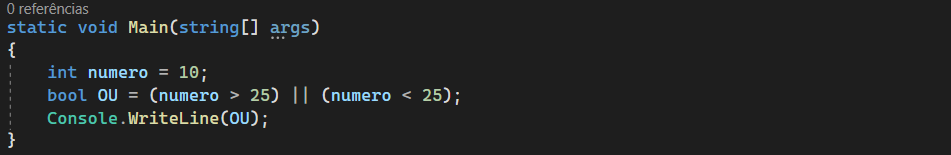 0 referências
static void Main(string[] args)
{
    int numero = 10;
    bool OU = (numero > 25) || (numero < 25);
    Console.WriteLine(OU);
}